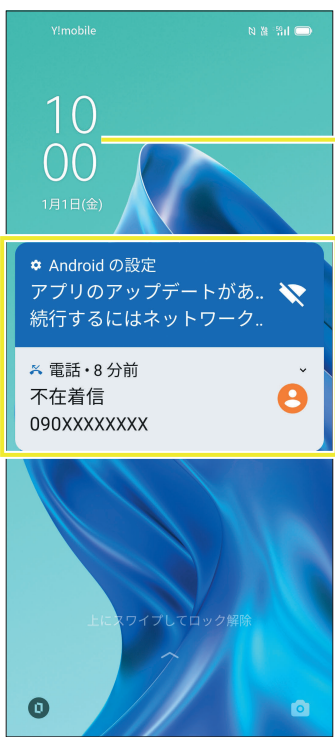 Y!mobile
10
00
1月1日(金)
Android の設定
アプリのアップデートがあ..
続行するにはネットワーク..
電話・8 分前
不在着信
090XXXXXXXX
上にスワイプしてロック解除